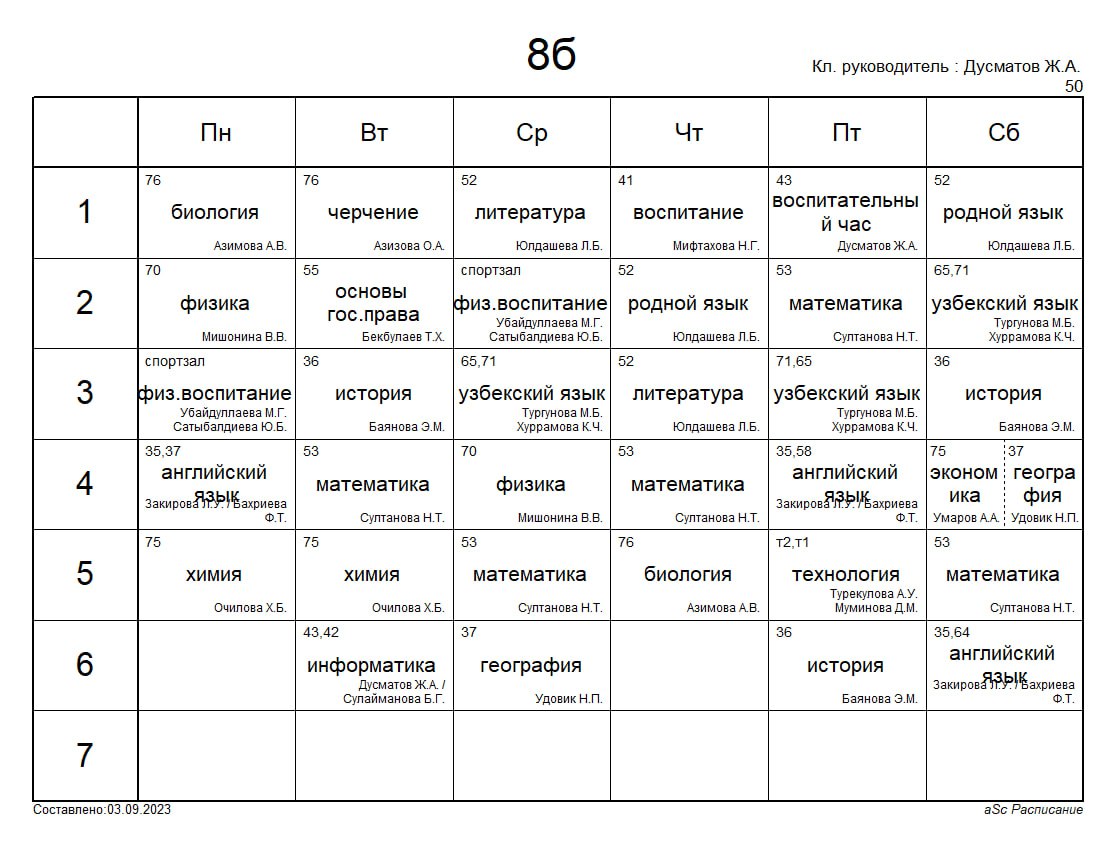 8б
Кл. руководитель : Дусматов Ж.А.
50
Пн
Вт
Ср
Чт
Пт
Сб
1
76
биология
Азимова А.В.
76
черчение
Азизова О.А.
52
литература
Юлдашева Л.Б.
41
воспитание
Мифтахова Н.Г.
43
воспитательны
й час
Дусматов Ж.А.
52
родной язык
Юлдашева Л.Б.
2
70
физика
Мишонина В.В.
55
основы
гос.права
Бекбулаев Т.Х.
спортзал
физ.воспитание
Убайдуллаева М.Г.
Сатыбалдиева Ю.Б.
52
родной язык
Юлдашева Л.Б.
53
математика
Султанова Н.Т.
65,71
узбекский язык
Тургунова М.Б.
Хуррамова К.Ч.
3
спортзал
физ.воспитание
Убайдуллаева М.Г.
Сатыбалдиева Ю.Б.
36
история
Баянова Э.М.
65,71
узбекский язык
Тургунова М.Б.
Хуррамова К.Ч.
52
литература
Юлдашева Л.Б.
71,65
узбекский язык
Тургунова М.Б.
Хуррамова К.Ч.
36
история
Баянова Э.М.
4
35,37
английский
язык
Закирова Л.У. / Бахриева
Ф.Т.
53
математика
Султанова Н.Т.
70
физика
Мишонина В.В.
53
математика
Султанова Н.Т.
35,58
английский
язык
Закирова Л.У. / Бахриева
Ф.Т.
75
эконом
ика
Умаров А.А.
37
геогра
фия
Удовик Н.П.
5
75
химия
Очилова Х.Б.
75
химия
Очилова Х.Б.
53
математика
Султанова Н.Т.
76
биология
Азимова А.В.
т2,т1
технология
Турекулова А.У.
Муминова Д.М.
53
математика
Султанова Н.Т.
6
43,42
информатика
Дусматов Ж.А. /
Сулайманова Б.Г.
37
география
Удовик Н.П.
36
история
Баянова Э.М.
35,64
английский
язык
Закирова Л.У. / Бахриева
Ф.Т.
7
Составлено:03.09.2023
aSc Расписание